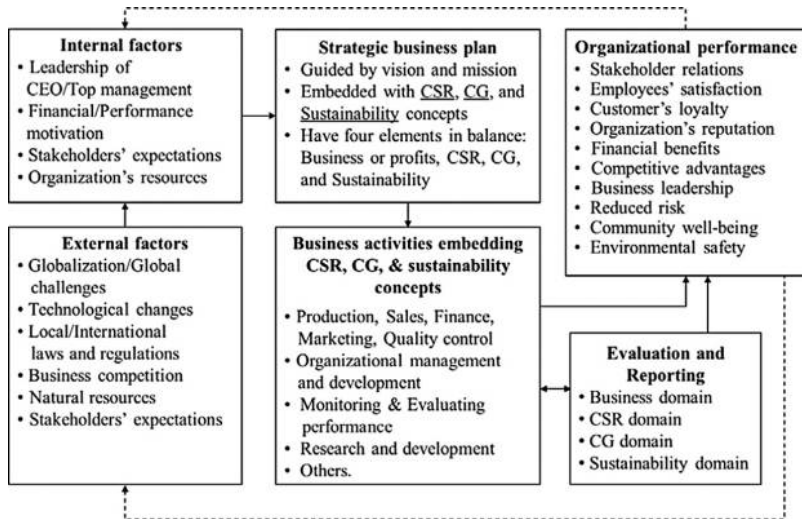 Internal factors
• Leadership of
CEO/Top management
• Financial/Performance
motivation
• Stakeholders' expectations
• Organization's resources
Strategic business plan
• Guided by vision and mission
• Embedded with CSR, CG, and
Sustainability concepts
• Have four elements in balance:
Business or profits, CSR, CG,
and Sustainability
Organizational performance
• Stakeholder relations
• Employees' satisfaction
• Customer's loyalty
• Organization's reputation
• Financial benefits
• Competitive advantages
• Business leadership
• Reduced risk
• Community well-being
• Environmental safety
External factors
• Globalization/Global
challenges
• Technological changes
• Local/International
laws and regulations
• Business competition
• Natural resources
• Stakeholders' expectations
Business activities embedding
CSR, CG, & sustainability
concepts
• Production, Sales, Finance,
Marketing, Quality control
• Organizational management
and development
• Monitoring & Evaluating
performance
• Research and development
• Others.
Evaluation and
Reporting
• Business domain
• CSR domain
• CG domain
• Sustainability domain